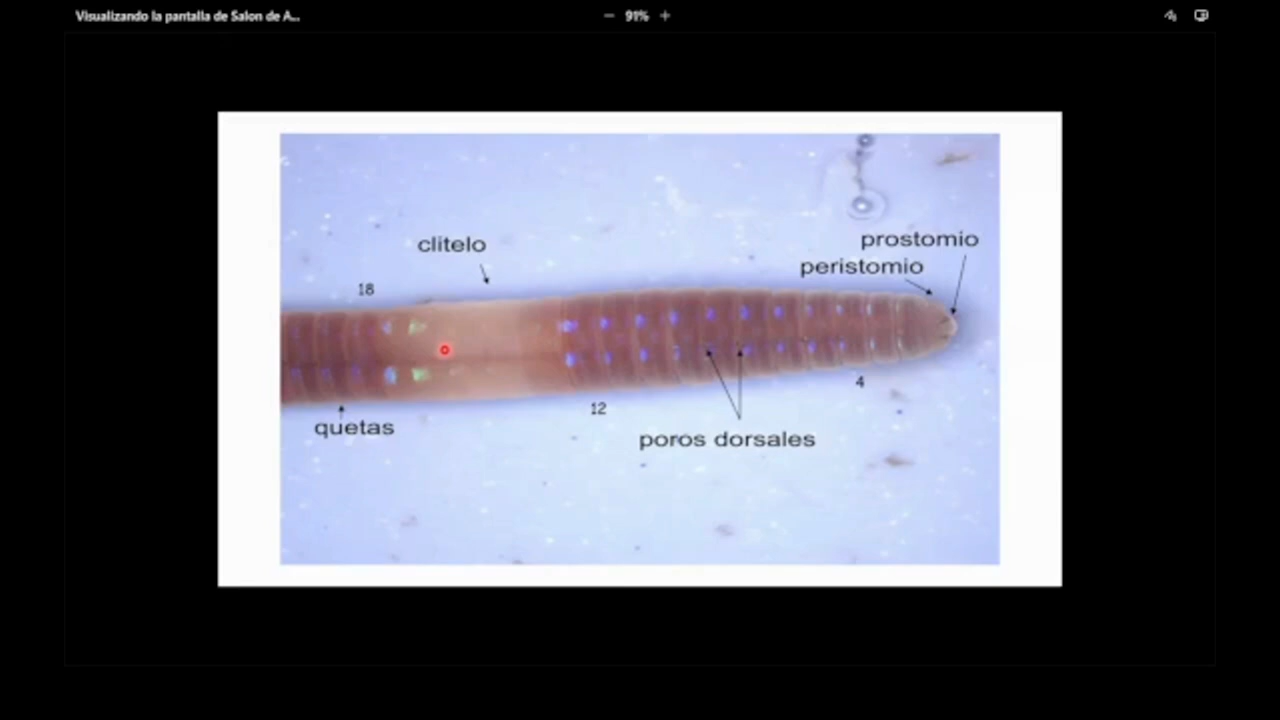 Visualizando la pantalla de Salon de A...
91%
prostomio
clitelo
peristomio
18
4
12
quetas
poros dorsales